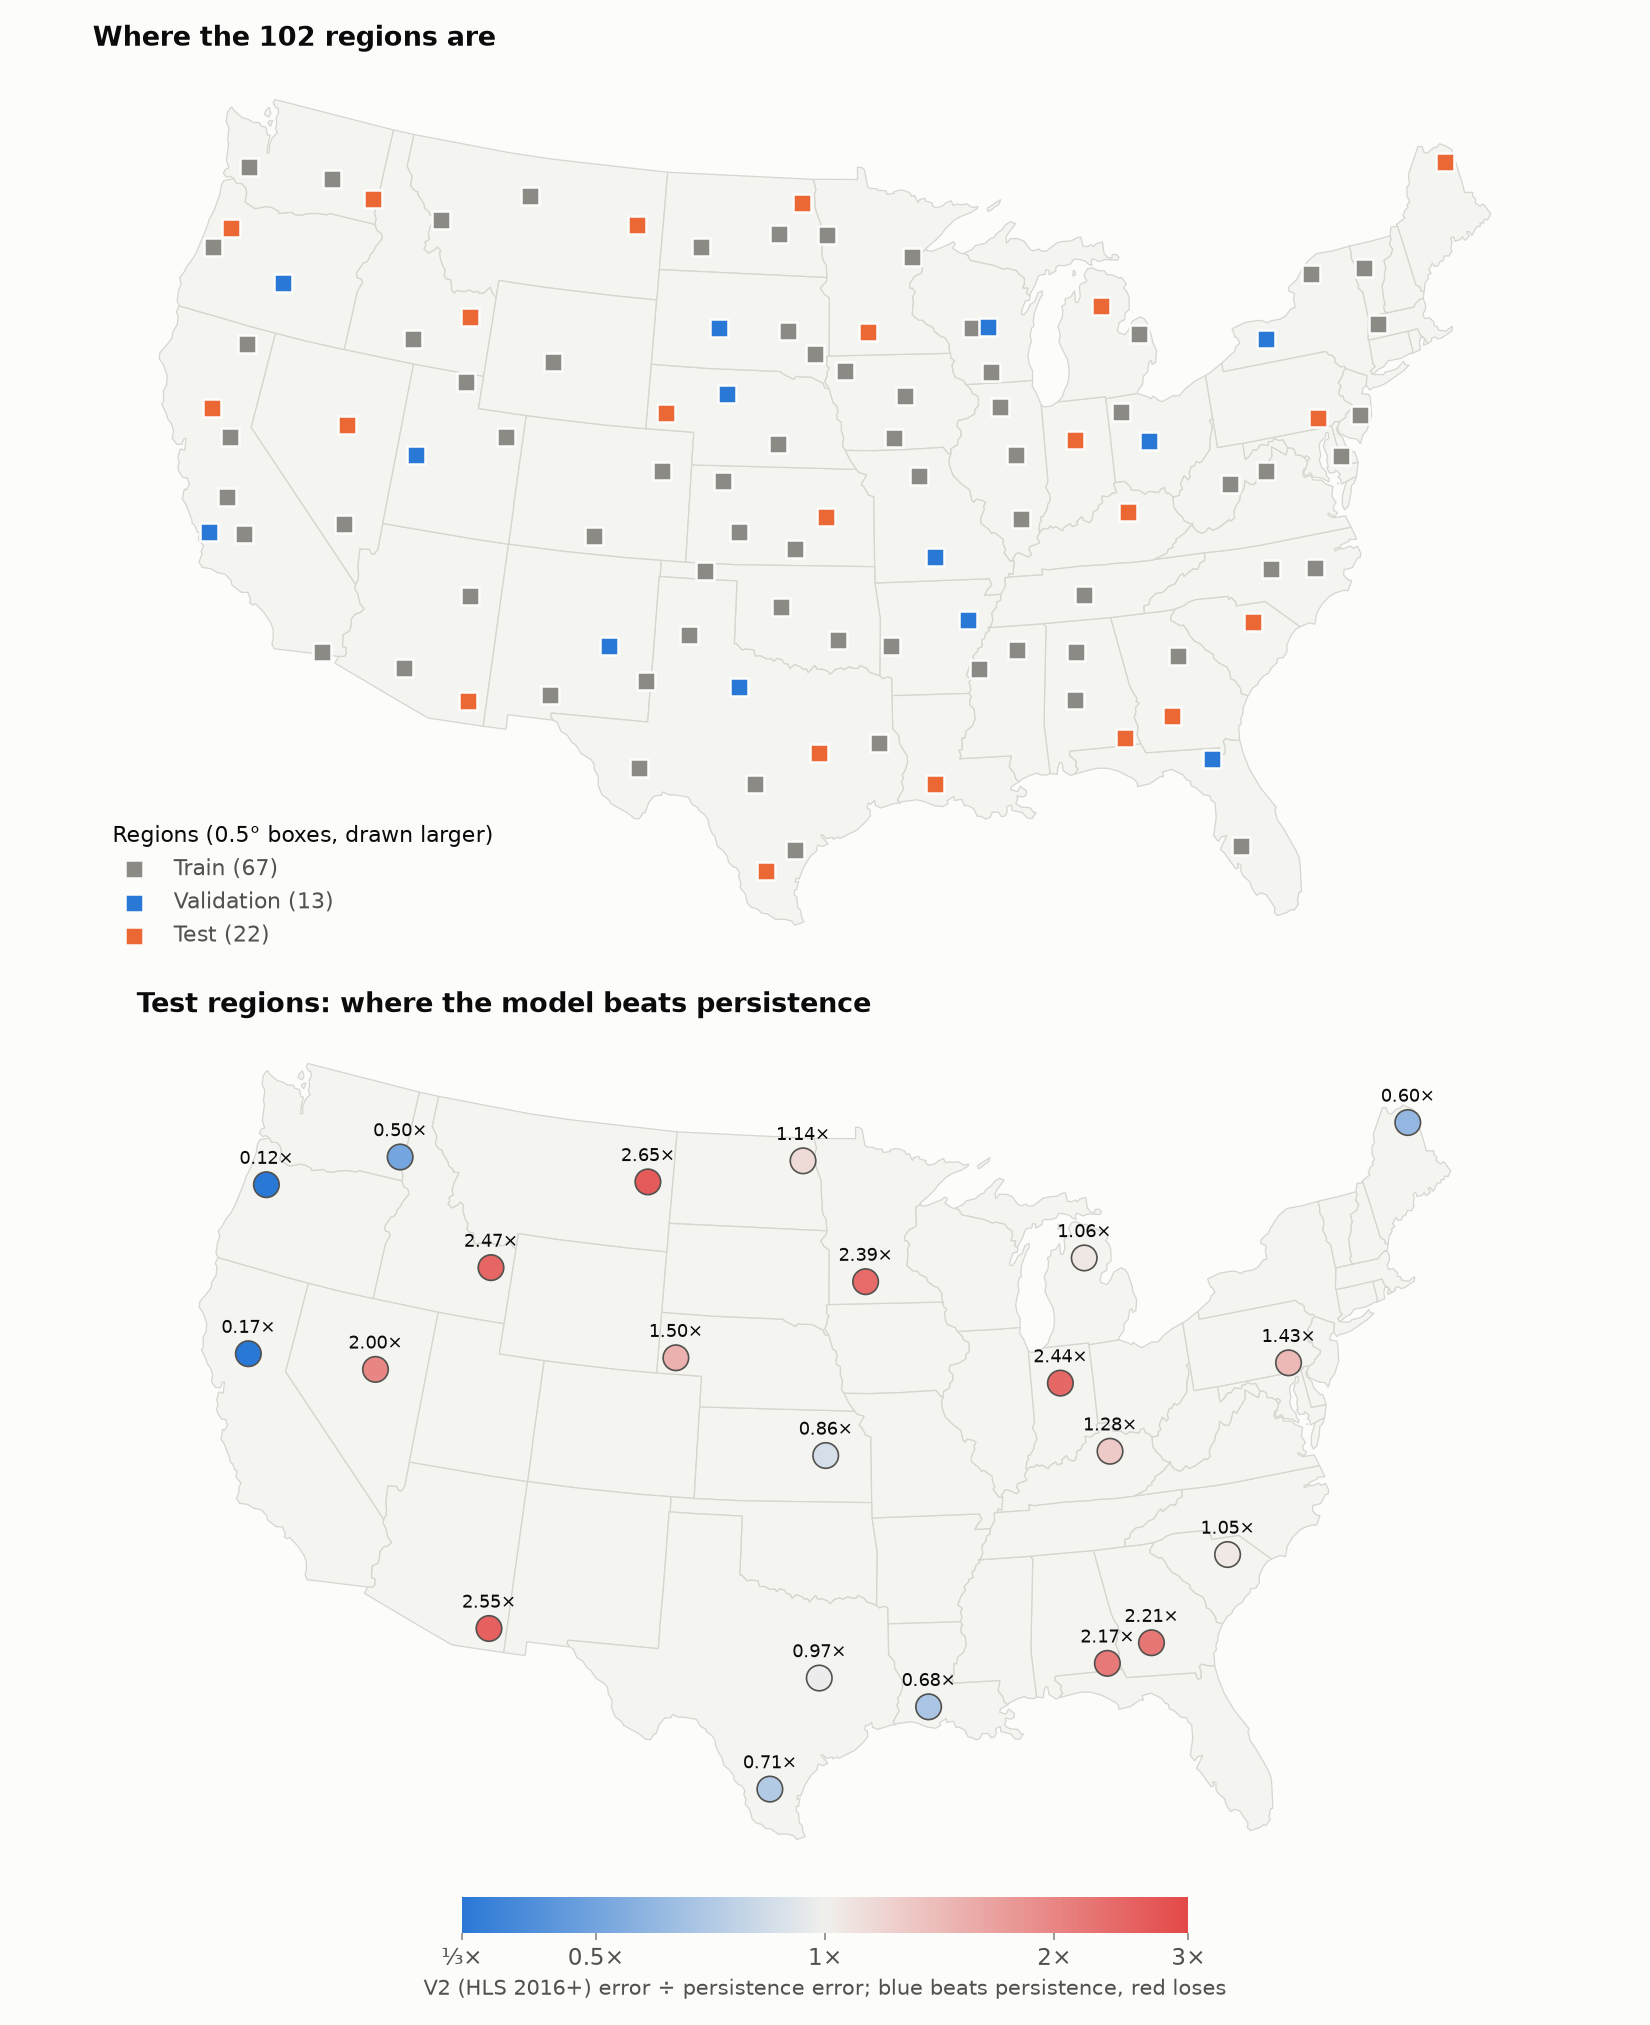 Where the 102 regions are
Regions (0.5° boxes, drawn larger)
Train (67)
Validation (13)
Test (22)
Test regions: where the model beats persistence
0.60×
0.50×
1.14×
0.12×
2.65×
1.06×
2.47×
2.39×
0.17×
2.00×
1.50×
1.43×
2.44×
0.86×
1.28×
1.05×
2.55×
2.21×
2.17×
0.97×
0.68×
0.71×
⅓× 0.5× 1× 2× 3×
V2 (HLS 2016+) error ÷ persistence error; blue beats persistence, red loses